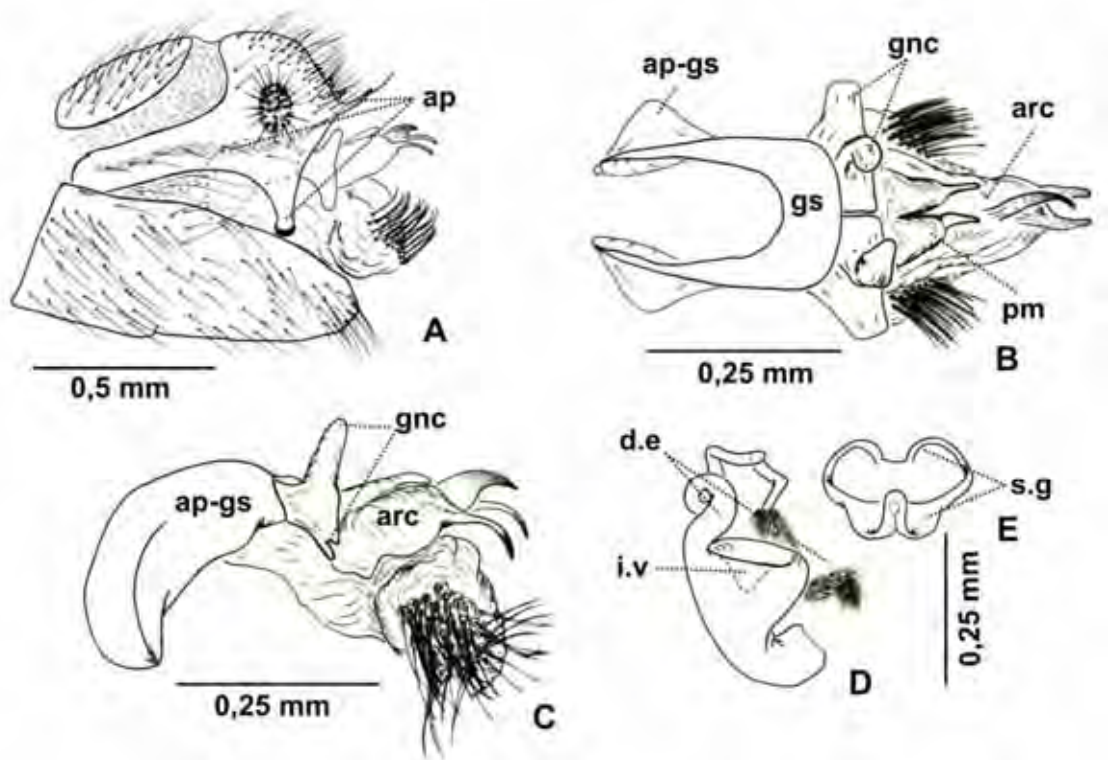 ap
A
0,5 mm
ap-gs
gnc
arc
gs
pm
B
0,25 mm
gnc
ap-gs
arc
C
0,25 mm
d.e
i.v
D
s.g
E
0,25 mm